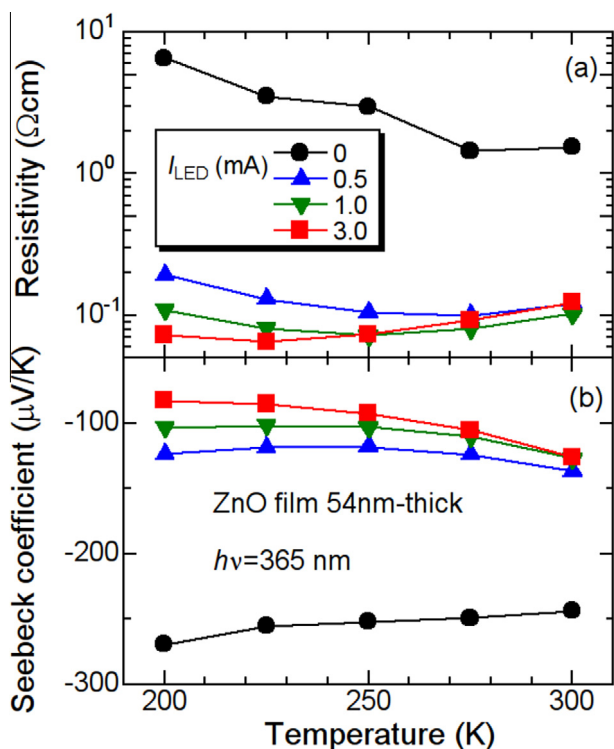 10¹
(a)
Resistivity (Ωcm)
I_LED (mA)
0
0.5
1.0
3.0
10⁰
10⁻¹
Seebeck coefficient (μV/K)
(b)
-100
ZnO film 54nm-thick
hν=365 nm
-200
-300
200
250
300
Temperature (K)